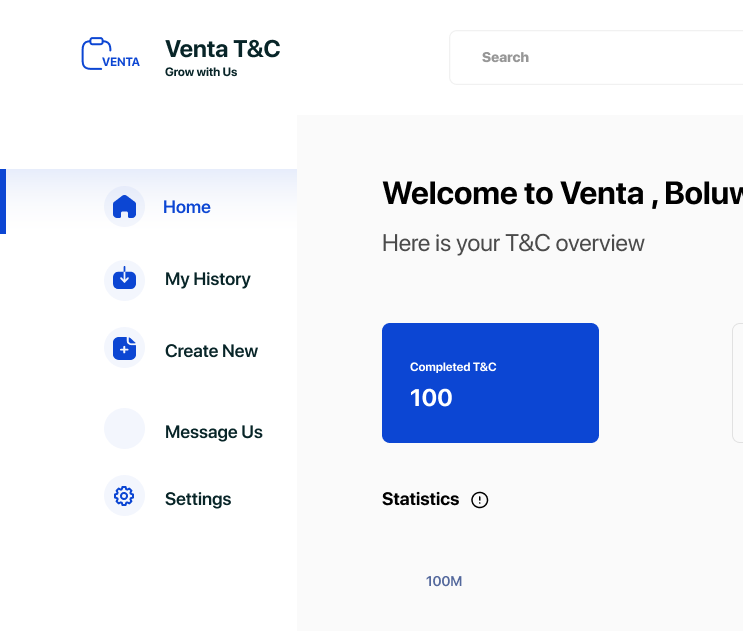 VENTA
Venta T&C
Grow with Us
Search
Home
My History
Create New
Message Us
Settings
Welcome to Venta , Boluw
Here is your T&C overview
Completed T&C
100
Statistics
100M